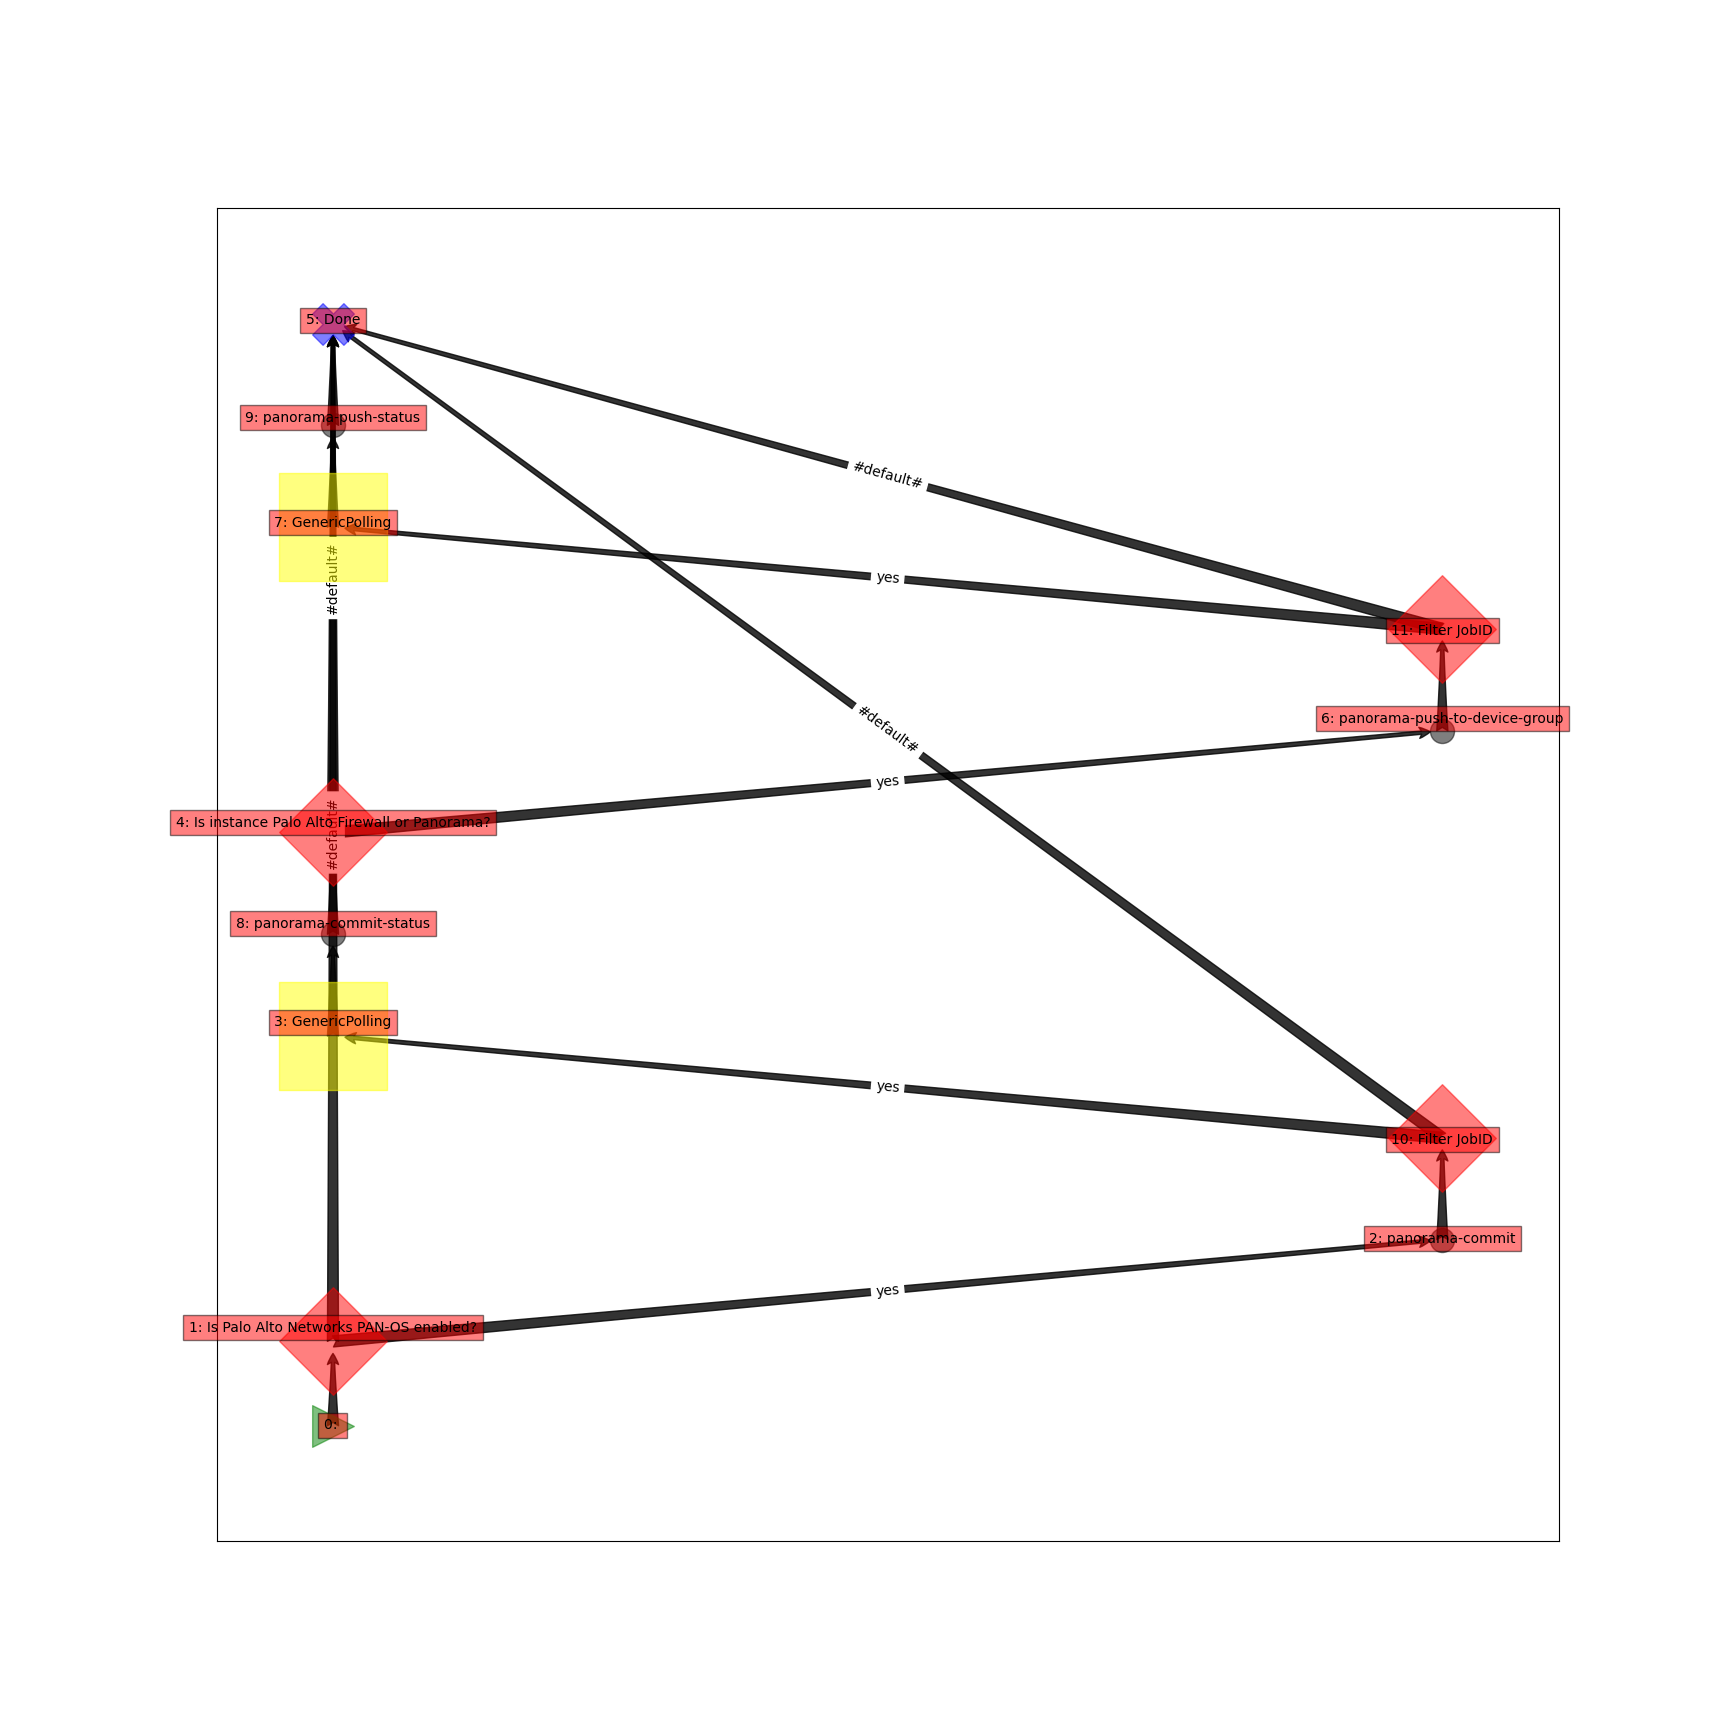 5: Done
9: panorama-push-status
#default#
7: GenericPolling
yes
#default#
11: Filter JobID
6: panorama-push-to-device-group
#default#
yes
4: Is instance Palo Alto Firewall or Panorama?
#default#
8: panorama-commit-status
3: GenericPolling
yes
10: Filter JobID
2: panorama-commit
yes
1: Is Palo Alto Networks PAN-OS enabled?
0: